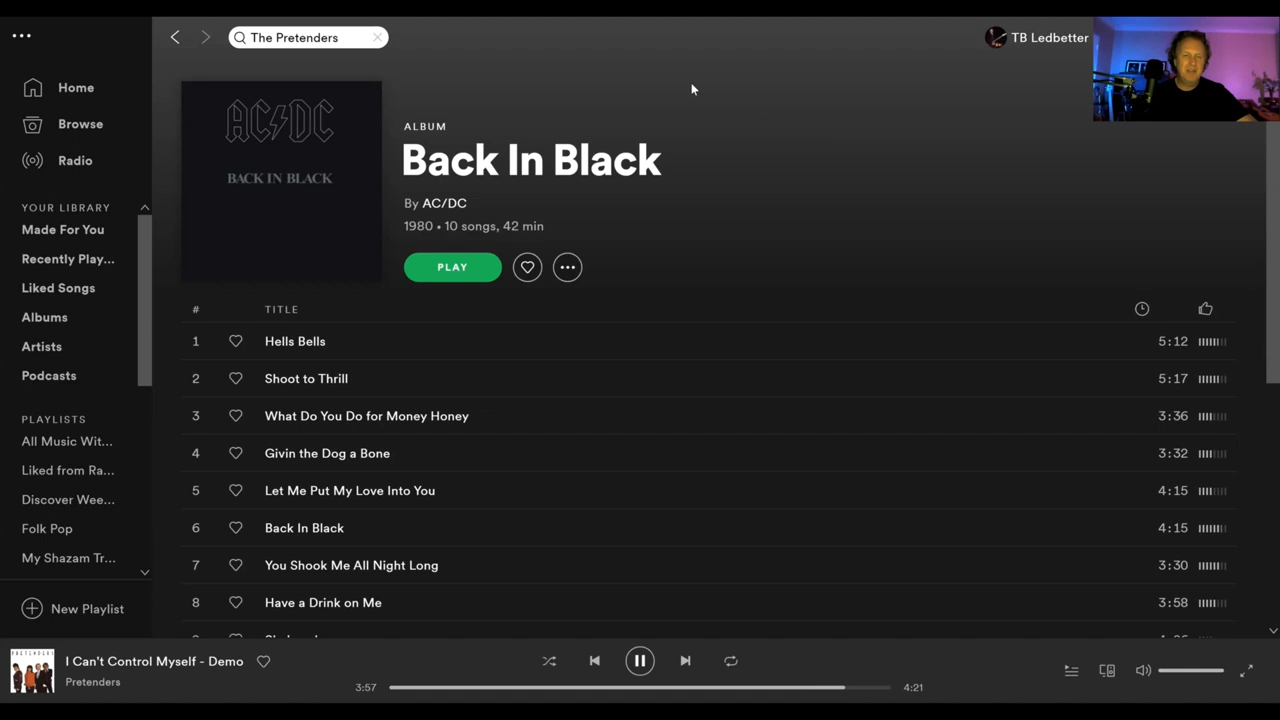 The Pretenders
TB Ledbetter
Home
Browse
Radio
YOUR LIBRARY
Made For You
Recently Play...
Liked Songs
Albums
Artists
Podcasts
PLAYLISTS
All Music Wit...
Liked from Ra...
Discover Wee...
Folk Pop
My Shazam Tr...
New Playlist
AC/DC
BACK IN BLACK
ALBUM
Back In Black
By AC/DC
1980 • 10 songs, 42 min
PLAY
# TITLE
1 Hells Bells 5:12
2 Shoot to Thrill 5:17
3 What Do You Do for Money Honey 3:36
4 Givin the Dog a Bone 3:32
5 Let Me Put My Love Into You 4:15
6 Back In Black 4:15
7 You Shook Me All Night Long 3:30
8 Have a Drink on Me 3:58
PRETENDERS
I Can't Control Myself - Demo
Pretenders
3:57
4:21